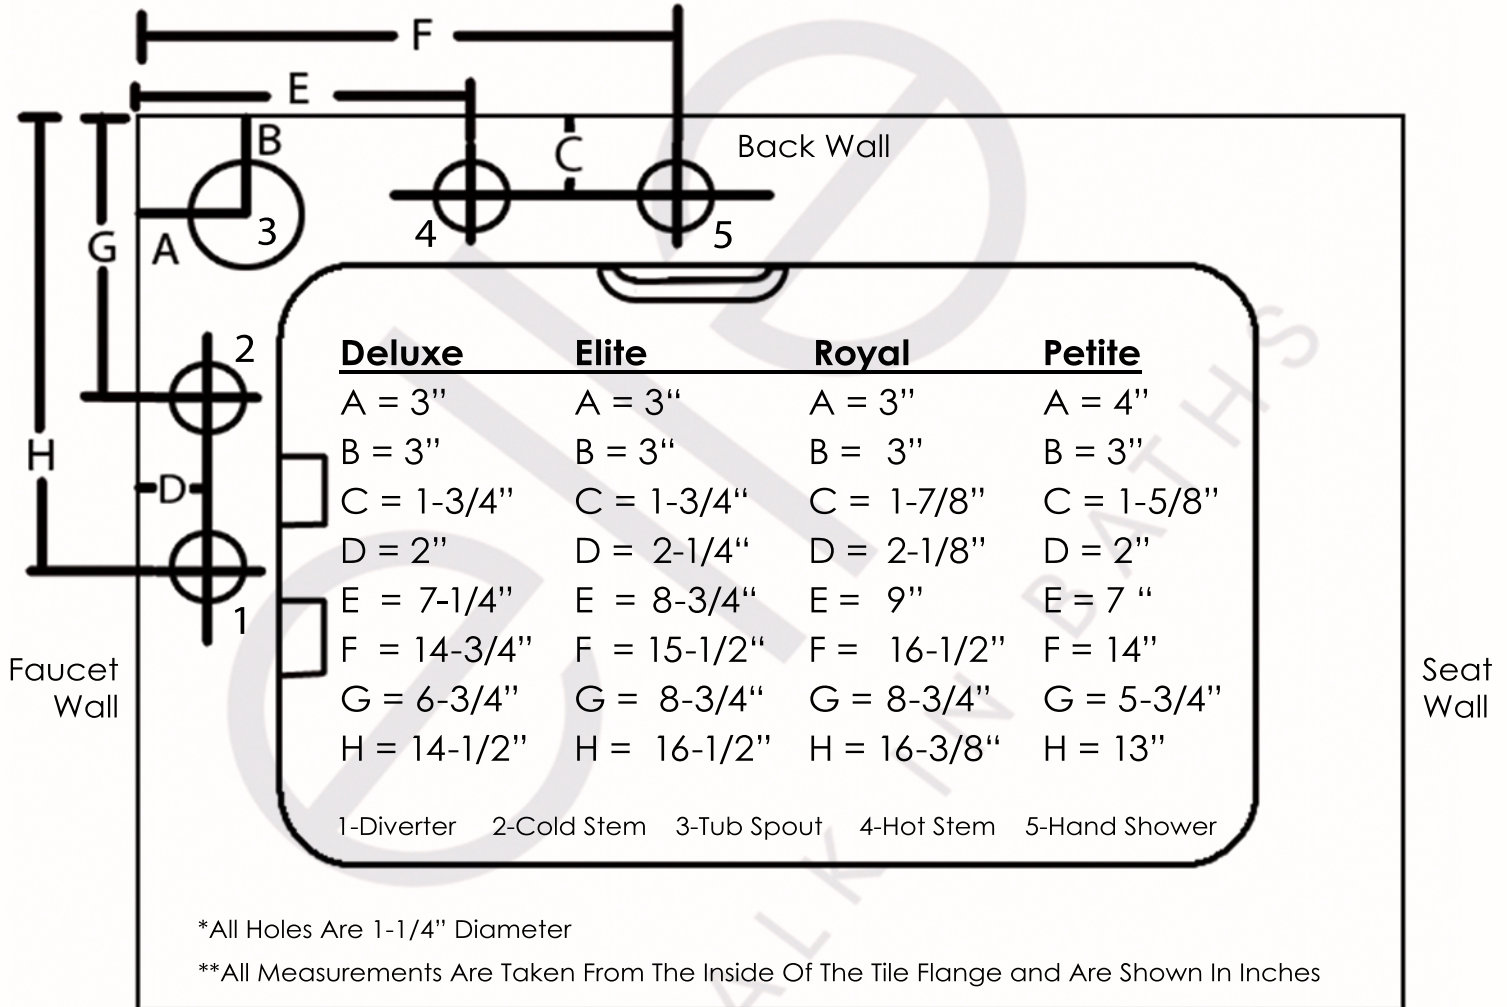 F
E
B
C
Back Wall
3
4
5
G
A
2
H
D
1
Deluxe Elite Royal Petite
A = 3” A = 3“ A = 3” A = 4”
B = 3” B = 3“ B = 3” B = 3”
C = 1-3/4” C = 1-3/4“ C = 1-7/8” C = 1-5/8”
D = 2” D = 2-1/4“ D = 2-1/8” D = 2”
E = 7-1/4” E = 8-3/4“ E = 9” E = 7 “
F = 14-3/4” F = 15-1/2“ F = 16-1/2” F = 14”
G = 6-3/4” G = 8-3/4“ G = 8-3/4” G = 5-3/4”
H = 14-1/2” H = 16-1/2” H = 16-3/8“ H = 13”
Faucet
Wall
Seat
Wall
1-Diverter 2-Cold Stem 3-Tub Spout 4-Hot Stem 5-Hand Shower
*All Holes Are 1-1/4” Diameter
**All Measurements Are Taken From The Inside Of The Tile Flange and Are Shown In Inches
ella
ALK IN BATHS